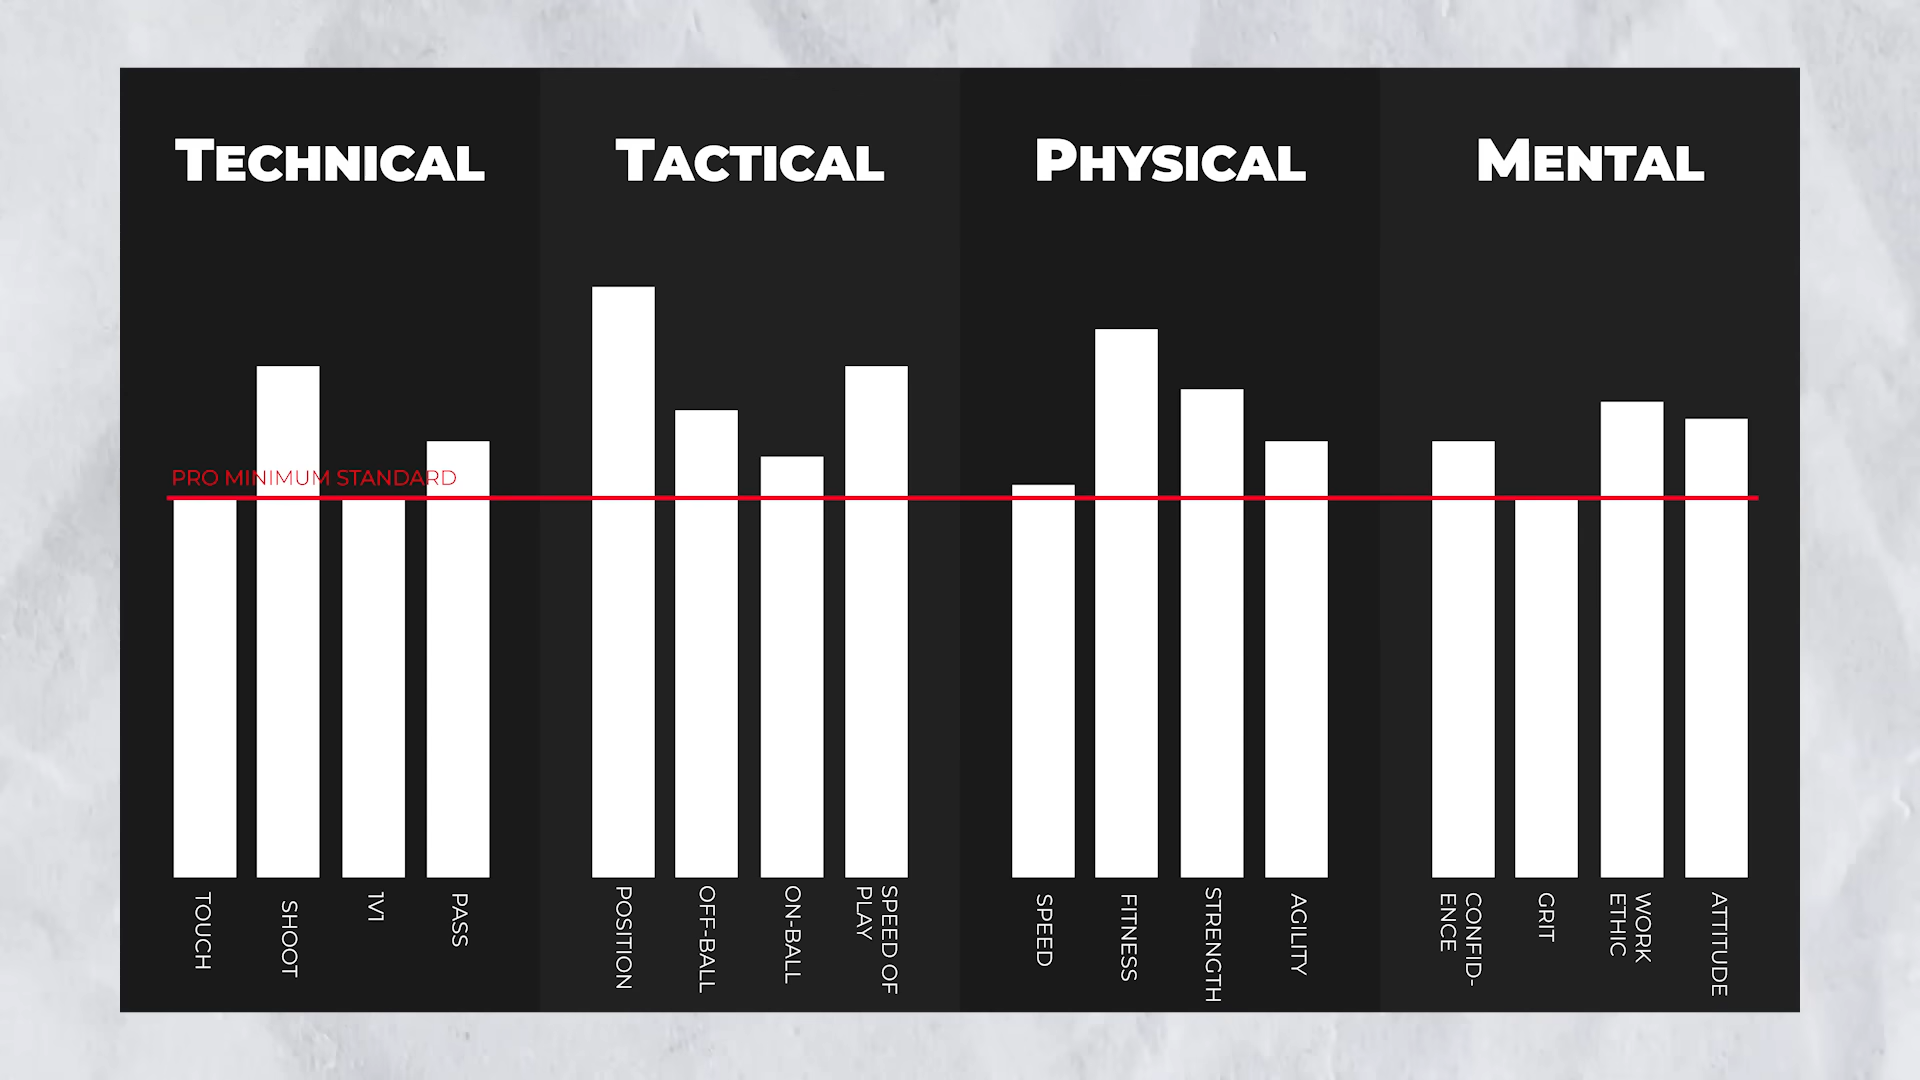 TECHNICAL
TACTICAL
PHYSICAL
MENTAL
PRO MINIMUM STANDARD
TOUCH
SHOOT
1V1
PASS
POSITION
OFF-BALL
ON-BALL
SPEED OF
PLAY
SPEED
FITNESS
STRENGTH
AGILITY
CONFID-
ENCE
GRIT
WORK
ETHIC
ATTITUDE